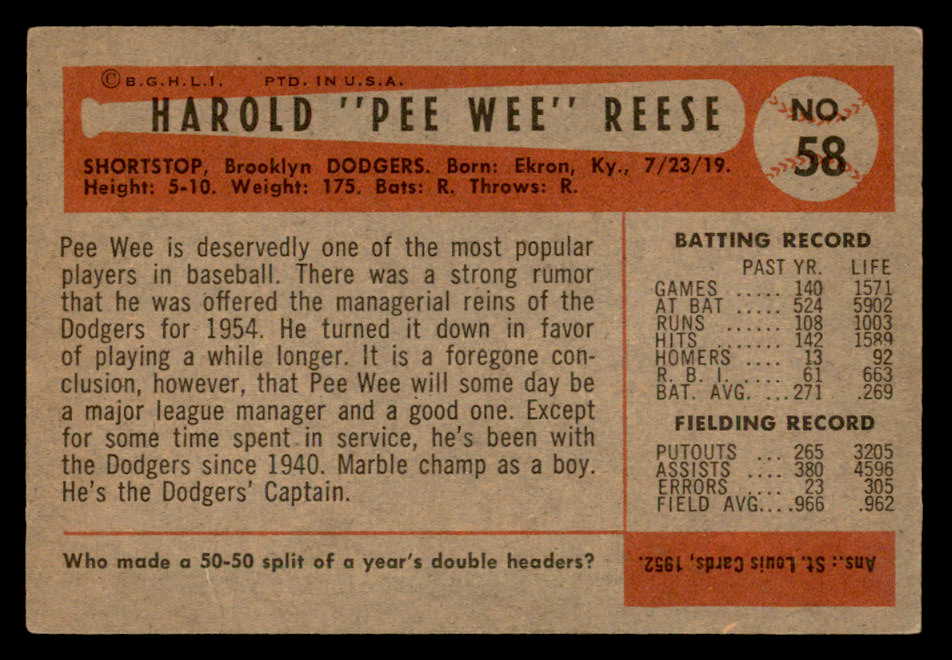 © B.G.H.L.I. PTD. IN U.S.A.
HAROLD "PEE WEE" REESE
NO.
58
SHORTSTOP, Brooklyn DODGERS. Born: Ekron, Ky., 7/23/19.
Height: 5-10. Weight: 175. Bats: R. Throws: R.
Pee Wee is deservedly one of the most popular
players in baseball. There was a strong rumor
that he was offered the managerial reins of the
Dodgers for 1954. He turned it down in favor
of playing a while longer. It is a foregone con-
clusion, however, that Pee Wee will some day be
a major league manager and a good one. Except
for some time spent in service, he's been with
the Dodgers since 1940. Marble champ as a boy.
He's the Dodgers' Captain.
BATTING RECORD
PAST YR. LIFE
GAMES ..... 140 1571
AT BAT ..... 524 5902
RUNS ...... 108 1003
HITS ....... 142 1589
HOMERS .... 13 92
R. B. I. .... 61 663
BAT. AVG. ... 271 .269
FIELDING RECORD
PUTOUTS ... 265 3205
ASSISTS .... 380 4596
ERRORS .... 23 305
FIELD AVG.... .966 .962
Who made a 50-50 split of a year's double headers?
Ans.: St. Louis Cards, 1952.